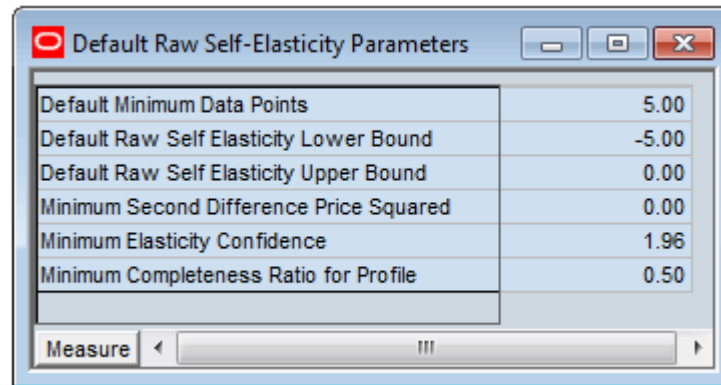 Default Raw Self-Elasticity Parameters
Default Minimum Data Points 5.00
Default Raw Self Elasticity Lower Bound -5.00
Default Raw Self Elasticity Upper Bound 0.00
Minimum Second Difference Price Squared 0.00
Minimum Elasticity Confidence 1.96
Minimum Completeness Ratio for Profile 0.50
Measure